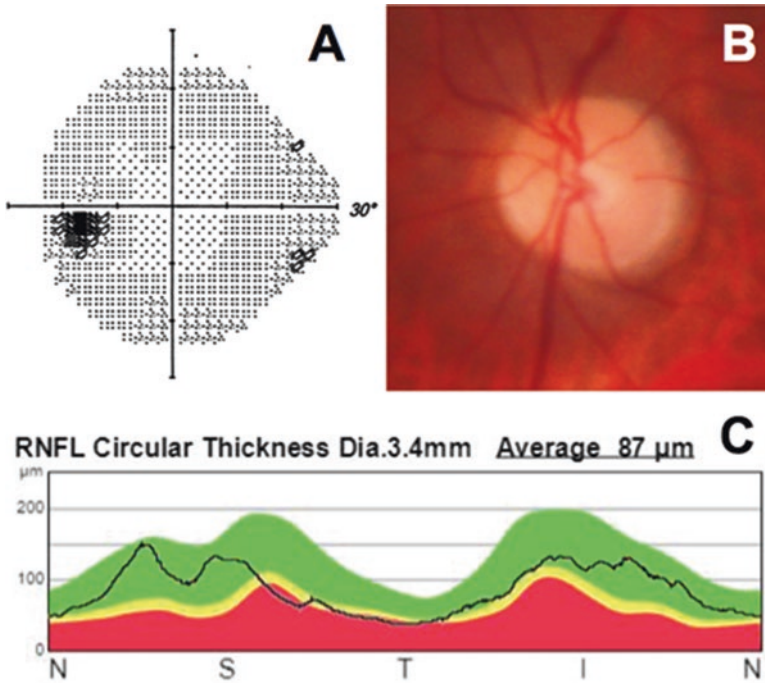 A
B
30°
RNFL Circular Thickness Dia.3.4mm Average 87 µm
C
µm
200
100
0
N S T I N